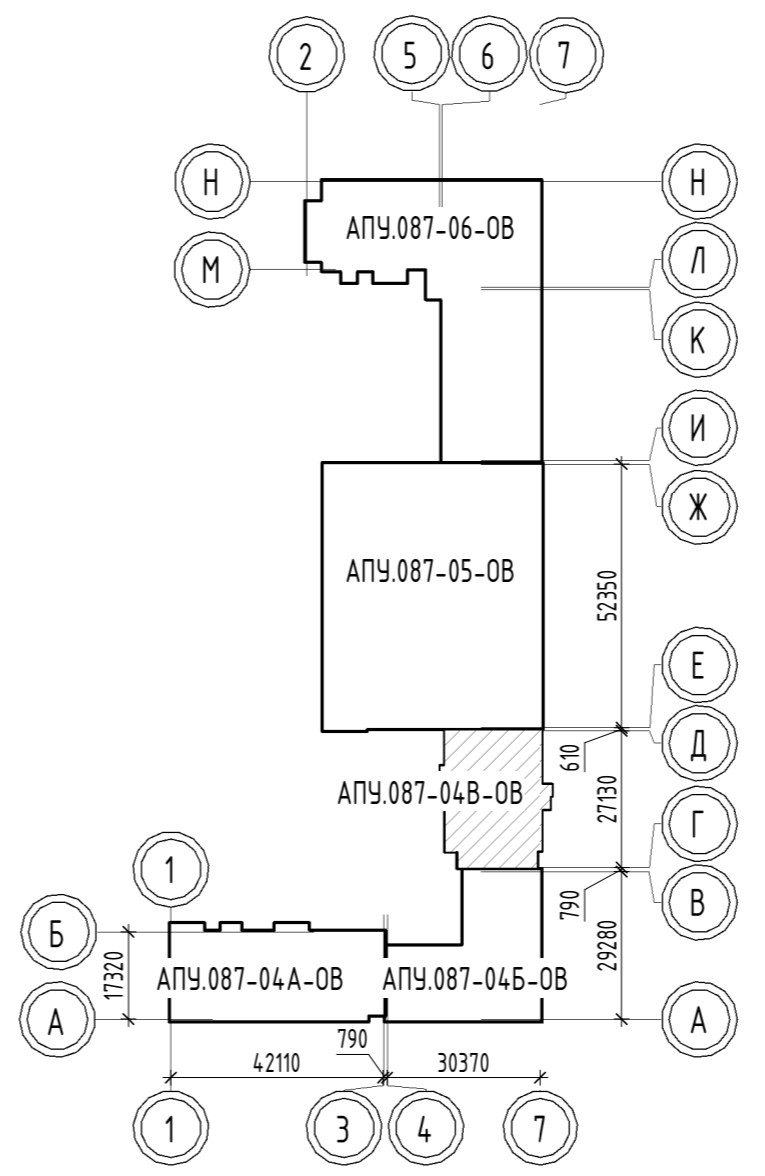 2 5 6 7
Н Н
АПУ.087-06-ОВ
Л
М
К
И
Ж
АПУ.087-05-ОВ
52350
Е
Д
610
АПУ.087-04В-ОВ
27130
Г
1
790
В
Б
29280
17320
АПУ.087-04А-ОВ АПУ.087-04Б-ОВ
А А
790
42110 30370
1 3 4 7